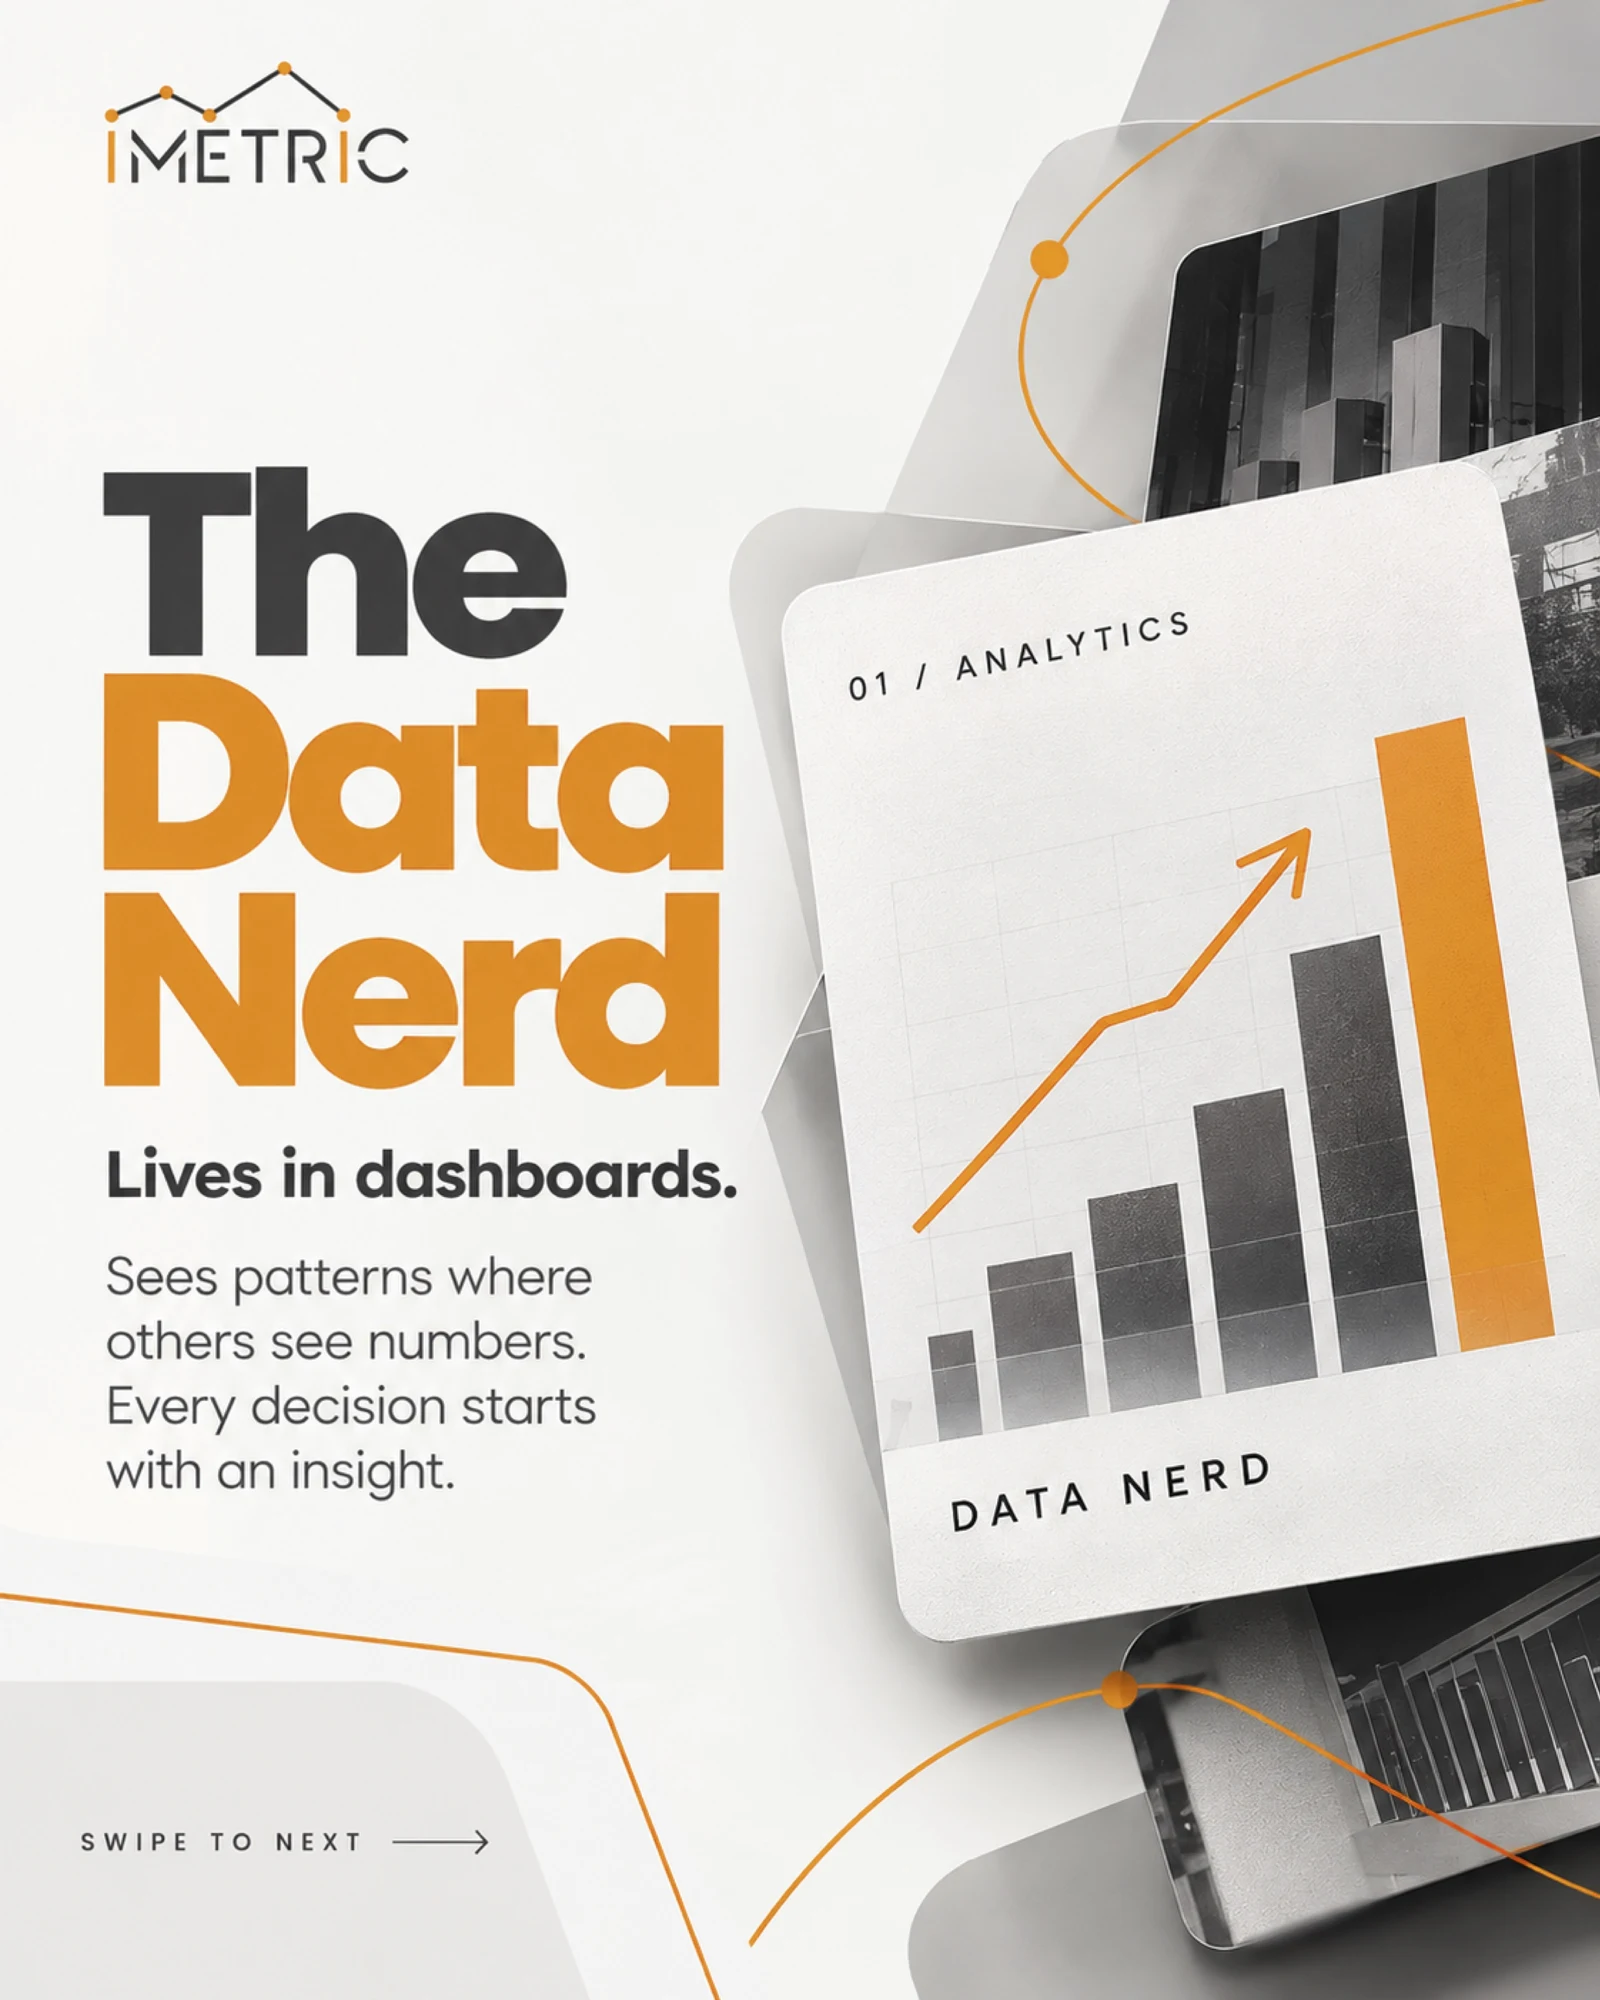 iMETRIC
The
Data
Nerd
Lives in dashboards.
Sees patterns where
others see numbers.
Every decision starts
with an insight.
01 / ANALYTICS
DATA NERD
SWIPE TO NEXT